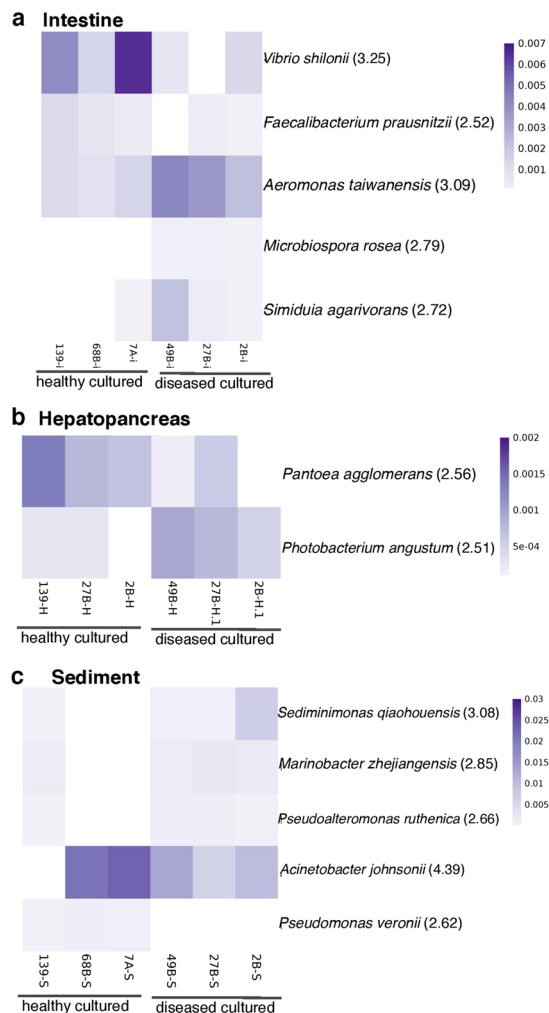 a Intestine
Vibrio shilonii (3.25)
Faecalibacterium prausnitzii (2.52)
Aeromonas taiwanensis (3.09)
Microbiospora rosea (2.79)
Simiduia agarivorans (2.72)
0.007
0.006
0.005
0.004
0.003
0.002
0.001
139-i 68B-i 7A-i 49B-i 27B-i 2B-i
healthy cultured diseased cultured
b Hepatopancreas
Pantoea agglomerans (2.56)
Photobacterium angustum (2.51)
0.002
0.0015
0.001
5e-04
139-H 27B-H 2B-H 49B-H 27B-H.1 2B-H.1
healthy cultured diseased cultured
c Sediment
Sediminimonas qiaohouensis (3.08)
Marinobacter zhejiangensis (2.85)
Pseudoalteromonas ruthenica (2.66)
Acinetobacter johnsonii (4.39)
Pseudomonas veronii (2.62)
0.03
0.025
0.02
0.015
0.01
0.005
139-S 68B-S 7A-S 49B-S 27B-S 2B-S
healthy cultured diseased cultured